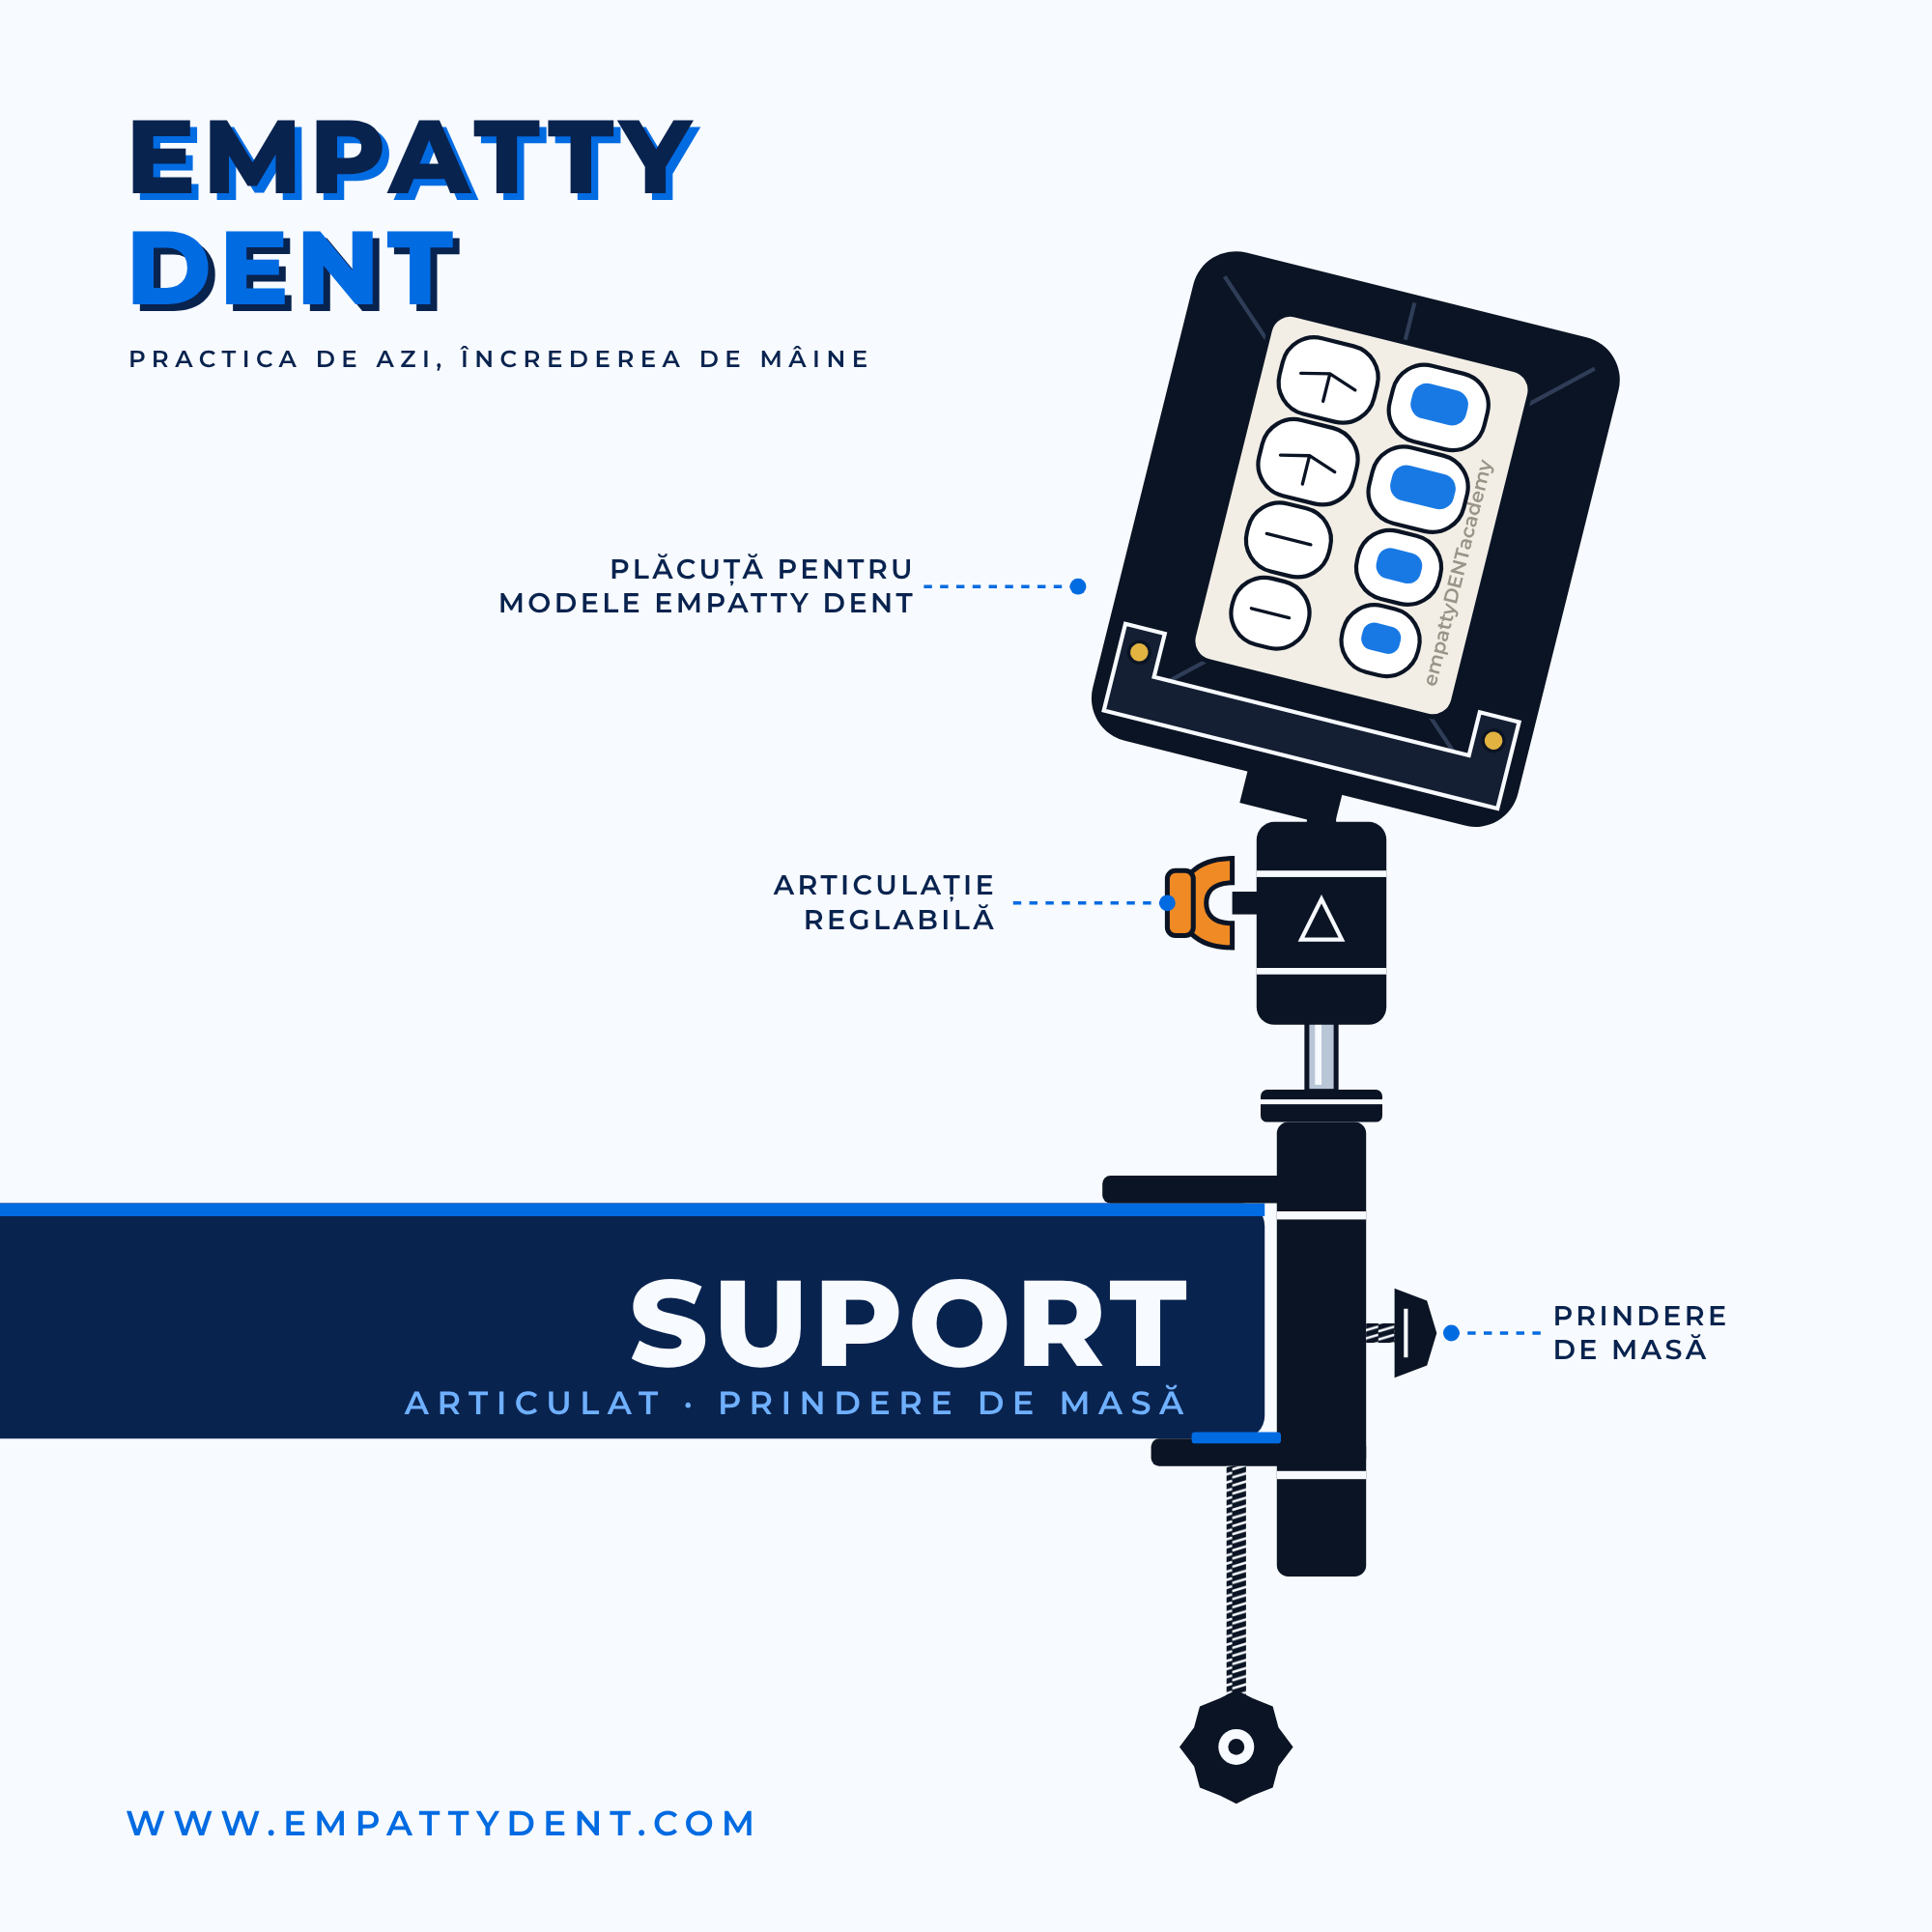 EMPATTY
DENT
PRACTICA DE AZI, ÎNCREDEREA DE MÂINE
empattyDENTacademy
PLĂCUȚĂ PENTRU
MODELE EMPATTY DENT
ARTICULAȚIE
REGLABILĂ
SUPORT
ARTICULAT · PRINDERE DE MASĂ
PRINDERE
DE MASĂ
WWW.EMPATTYDENT.COM